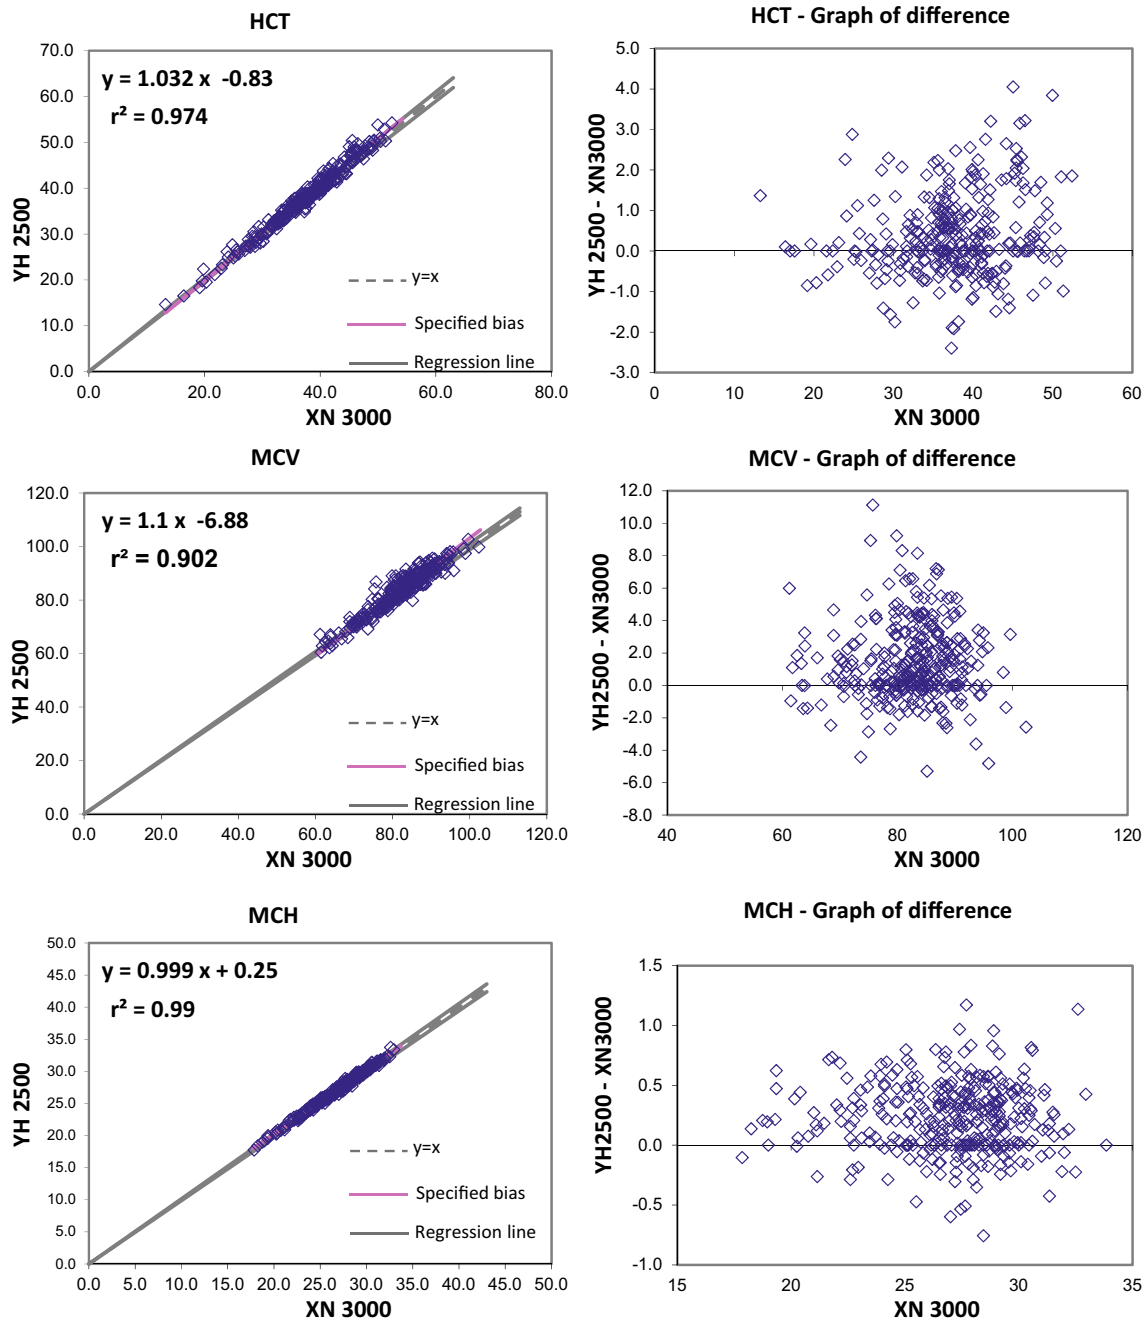 HCT
70.0
60.0
50.0
40.0
30.0
20.0
10.0
0.0
YH 2500
y = 1.032 x -0.83
r² = 0.974
y=x
Specified bias
Regression line
0.0 20.0 40.0 60.0 80.0
XN 3000
HCT - Graph of difference
5.0
4.0
3.0
2.0
1.0
0.0
-1.0
-2.0
-3.0
YH 2500 - XN3000
0 10 20 30 40 50 60
XN 3000
MCV
120.0
100.0
80.0
60.0
40.0
20.0
0.0
YH 2500
y = 1.1 x -6.88
r² = 0.902
y=x
Specified bias
Regression line
0.0 20.0 40.0 60.0 80.0 100.0 120.0
XN 3000
MCV - Graph of difference
12.0
10.0
8.0
6.0
4.0
2.0
0.0
-2.0
-4.0
-6.0
-8.0
YH2500 - XN3000
40 60 80 100 120
XN 3000
MCH
50.0
45.0
40.0
35.0
30.0
25.0
20.0
15.0
10.0
5.0
0.0
YH 2500
y = 0.999 x + 0.25
r² = 0.99
y=x
Specified bias
Regression line
0.0 5.0 10.0 15.0 20.0 25.0 30.0 35.0 40.0 45.0 50.0
XN 3000
MCH - Graph of difference
1.5
1.0
0.5
0.0
-0.5
-1.0
YH2500 - XN3000
15 20 25 30 35
XN 3000